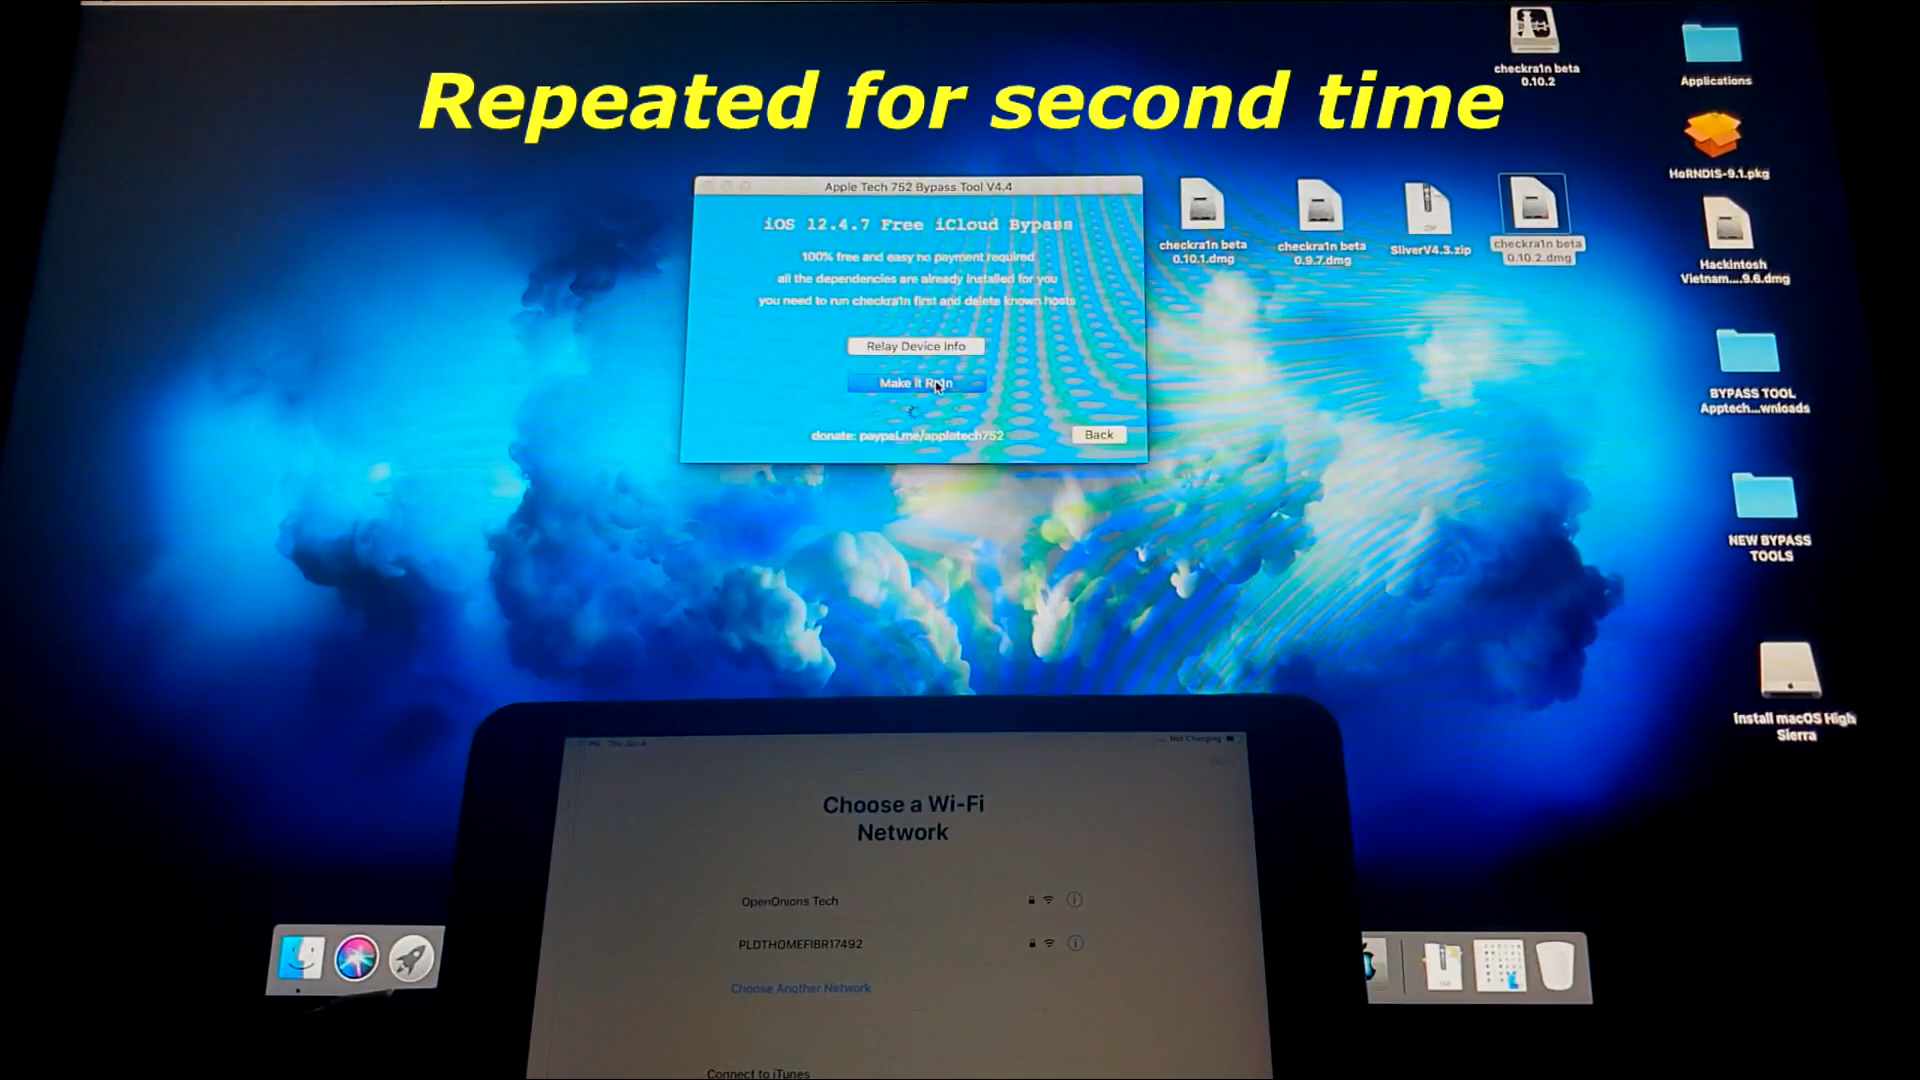 Repeated for second time
checkra1n beta
0.10.2
Applications
HoRNDIS-9.1.pkg
Apple Tech 752 Bypass Tool V4.4
iOS 12.4.7 Free iCloud Bypass
100% free and easy no payment required
all the dependencies are already installed for you
you need to run checkra1n first and delete known hosts
Relay Device Info
Make it Ra1n
donate: paypal.me/appletech752
Back
checkra1n beta
0.10.1.dmg
checkra1n beta
0.9.7.dmg
ZIP
SliverV4.3.zip
checkra1n beta
0.10.2.dmg
Hackintosh
Vietnam....9.6.dmg
BYPASS TOOL
Apptech...wnloads
NEW BYPASS
TOOLS
Install macOS High
Sierra
Not Charging
Choose a Wi-Fi
Network
OpenOnions Tech
PLDTHOMEFIBR17492
Choose Another Network
Connect to iTunes